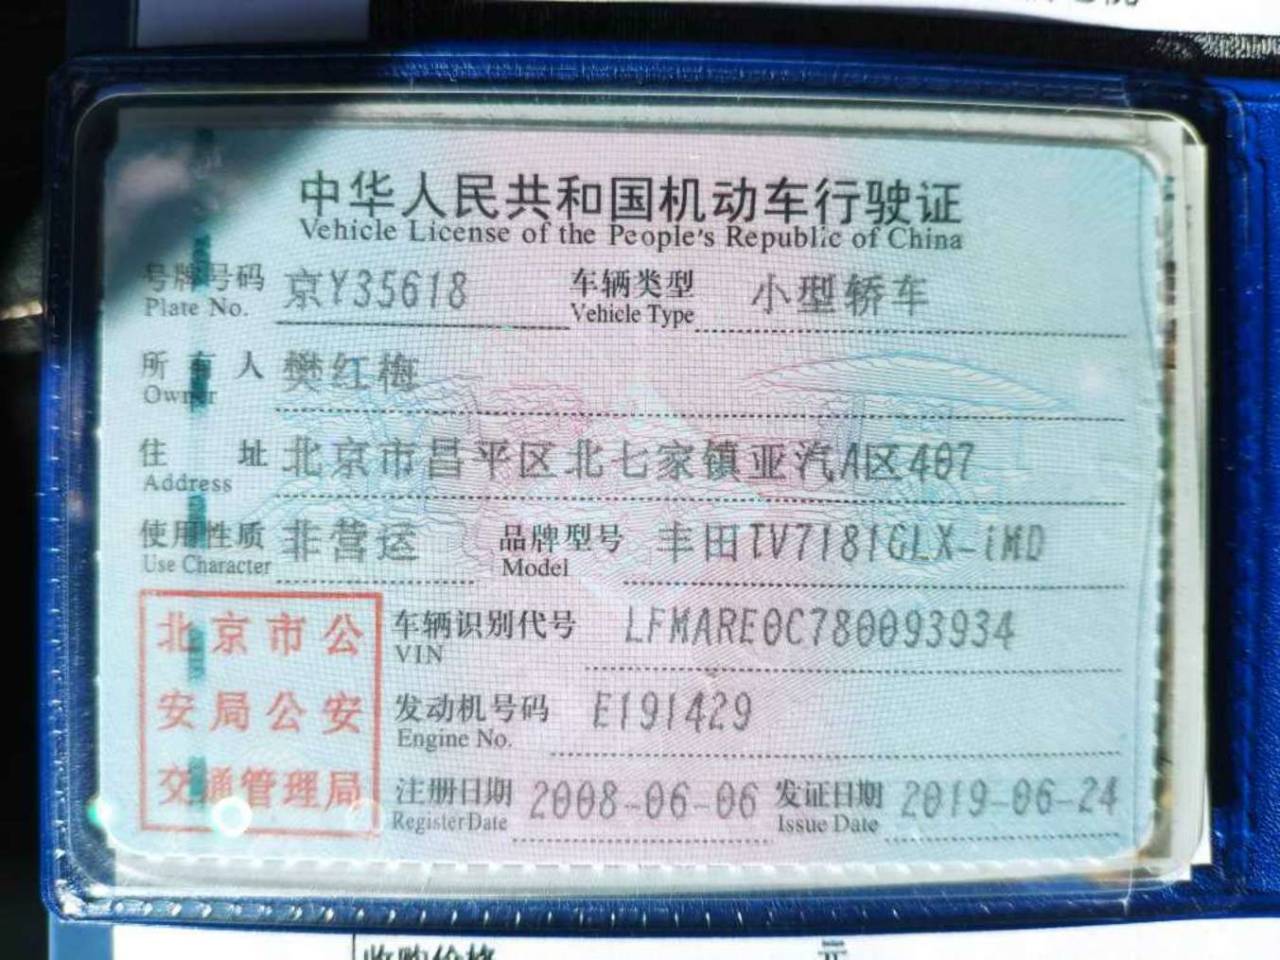 中华人民共和国机动车行驶证
Vehicle License of the People's Republic of China
号牌号码 京Y35618 车辆类型 小型轿车
Plate No. Vehicle Type
所有人 樊红梅
Owner
住址 北京市昌平区北七家镇亚汽A区407
Address
使用性质 非营运 品牌型号 丰田TV7181GLX-iMD
Use Character Model
北京市公
安局公安
交通管理局
车辆识别代号 LFMARE0C780093934
VIN
发动机号码 E191429
Engine No.
注册日期 2008-06-06 发证日期 2019-06-24
Register Date Issue Date
收购价格 元